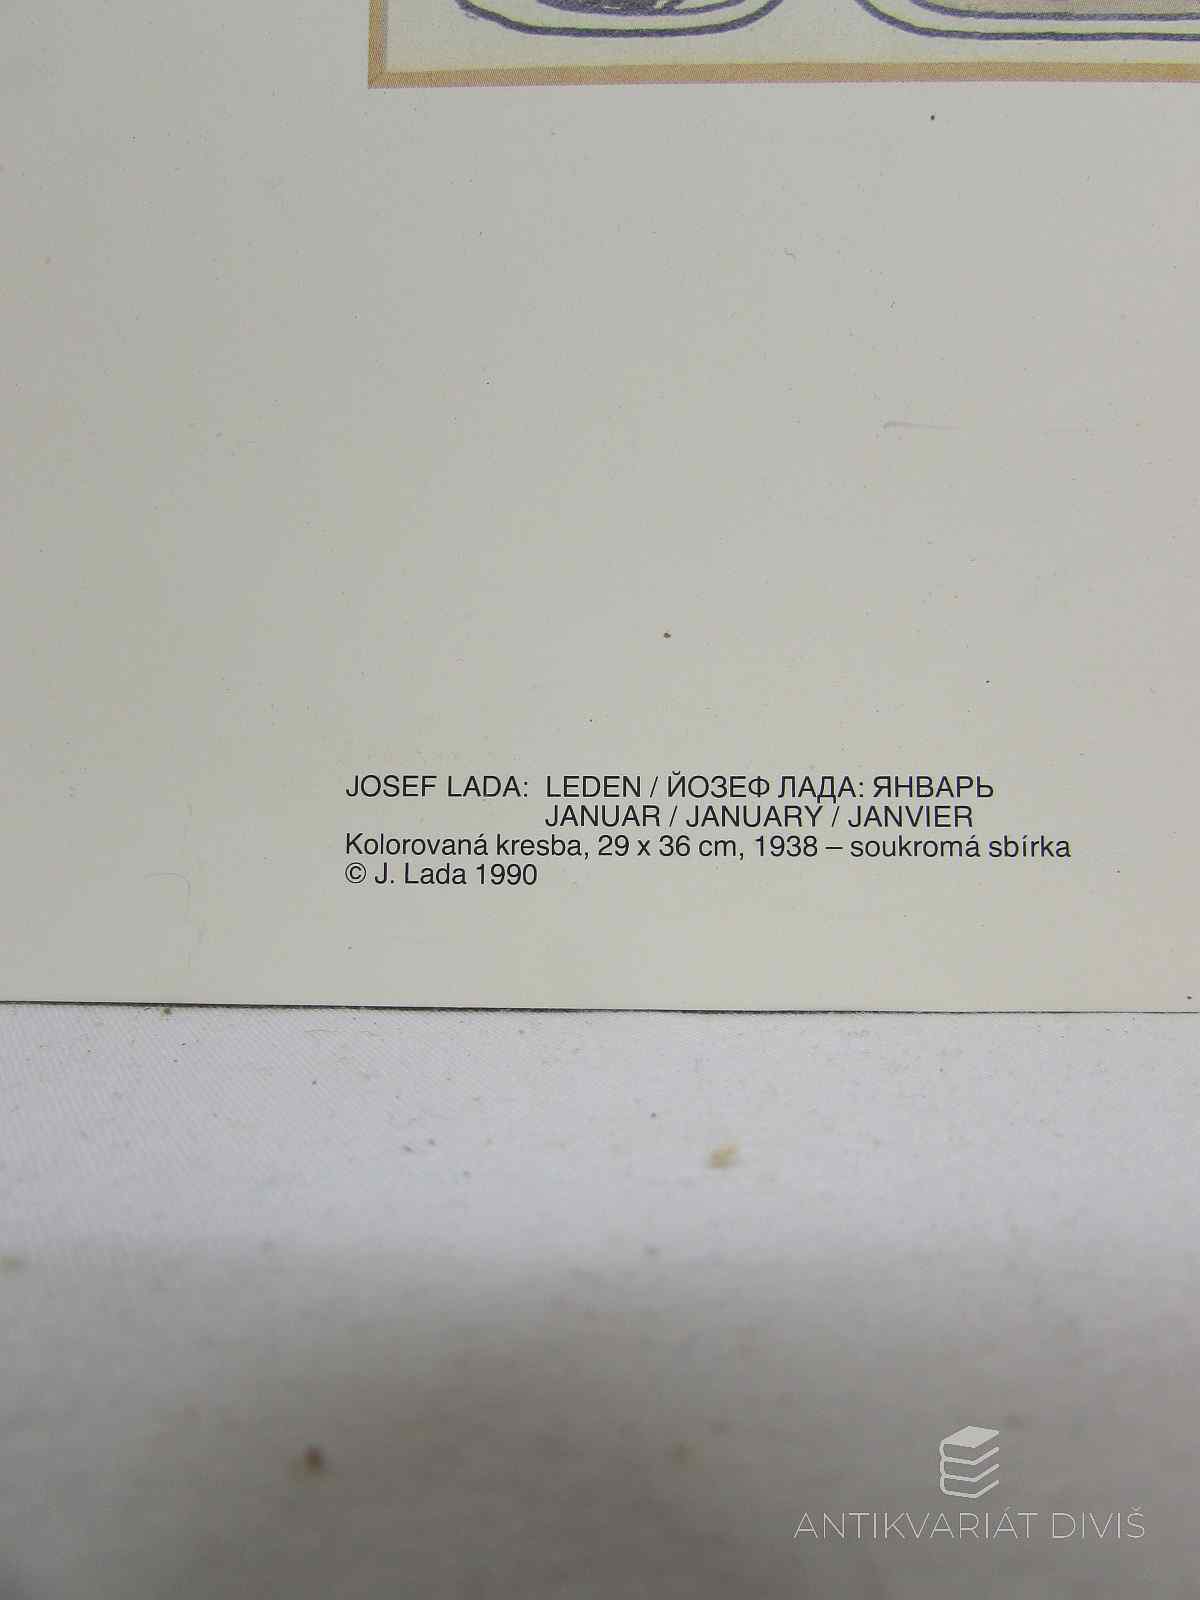 JOSEF LADA: LEDEN / ЙОЗЕФ ЛАДА: ЯНВАРЬ
JANUAR / JANUARY / JANVIER
Kolorovaná kresba, 29 x 36 cm, 1938 – soukromá sbírka
© J. Lada 1990
ANTIKVARIÁT DIVIŠ